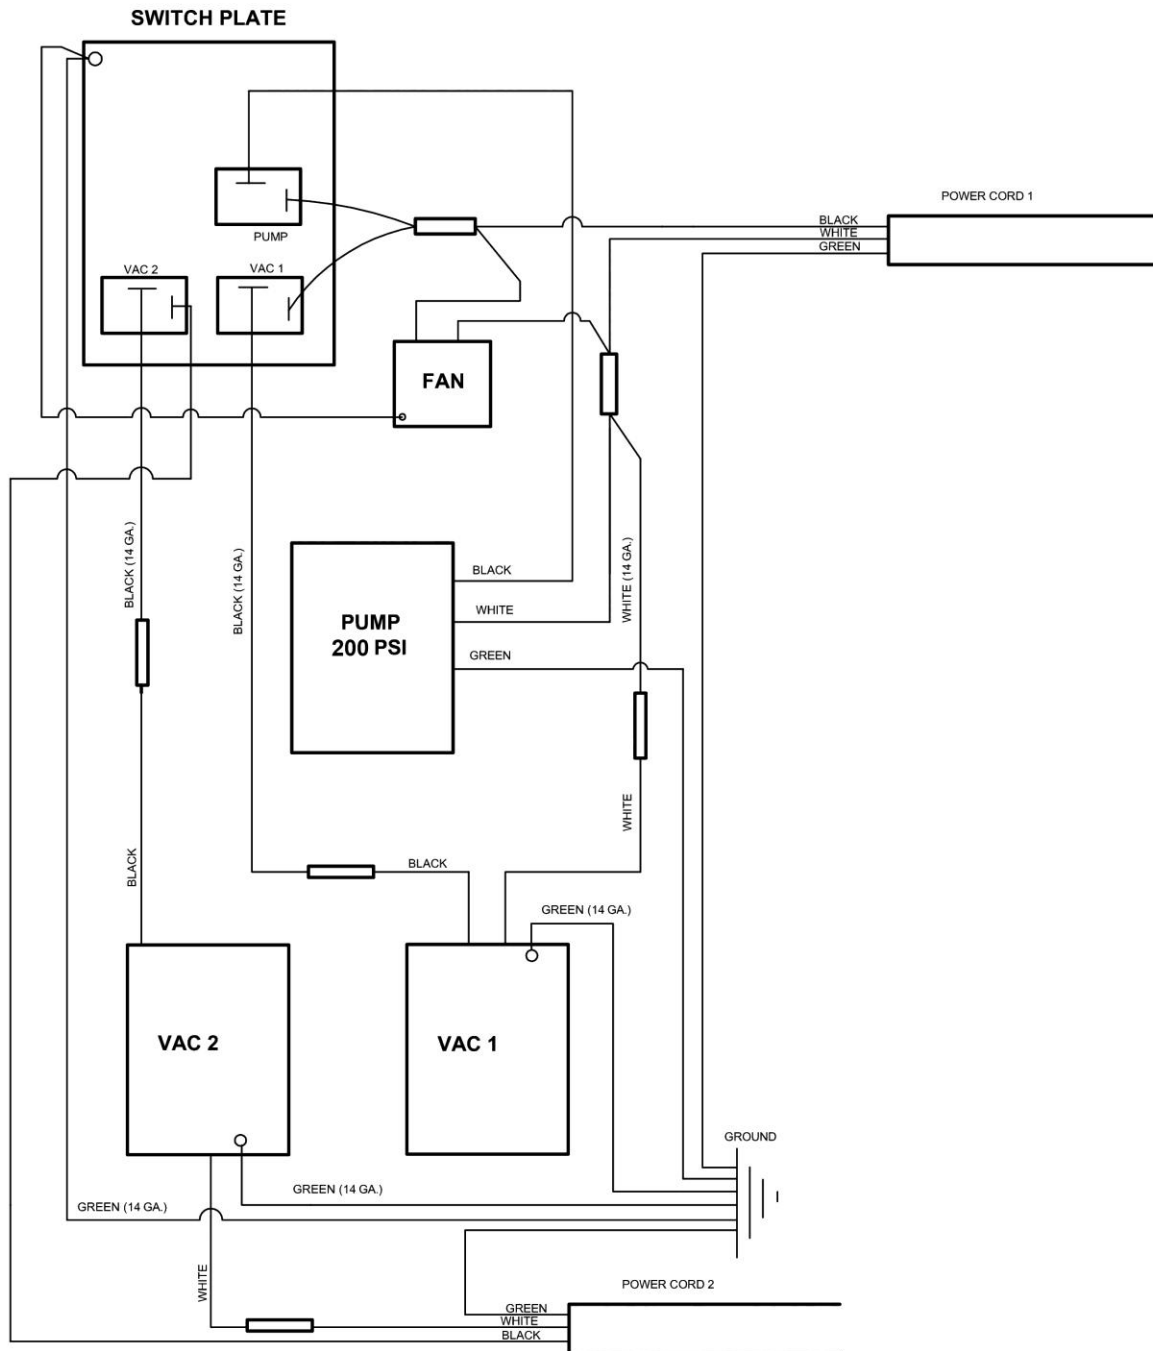 SWITCH PLATE
POWER CORD 1
BLACK
WHITE
GREEN
PUMP
VAC 2
VAC 1
FAN
BLACK (14 GA.)
BLACK (14 GA.)
WHITE (14 GA.)
BLACK
WHITE
GREEN
PUMP
200 PSI
WHITE
BLACK
BLACK
GREEN (14 GA.)
VAC 2
VAC 1
GROUND
GREEN (14 GA.)
GREEN (14 GA.)
WHITE
POWER CORD 2
GREEN
WHITE
BLACK